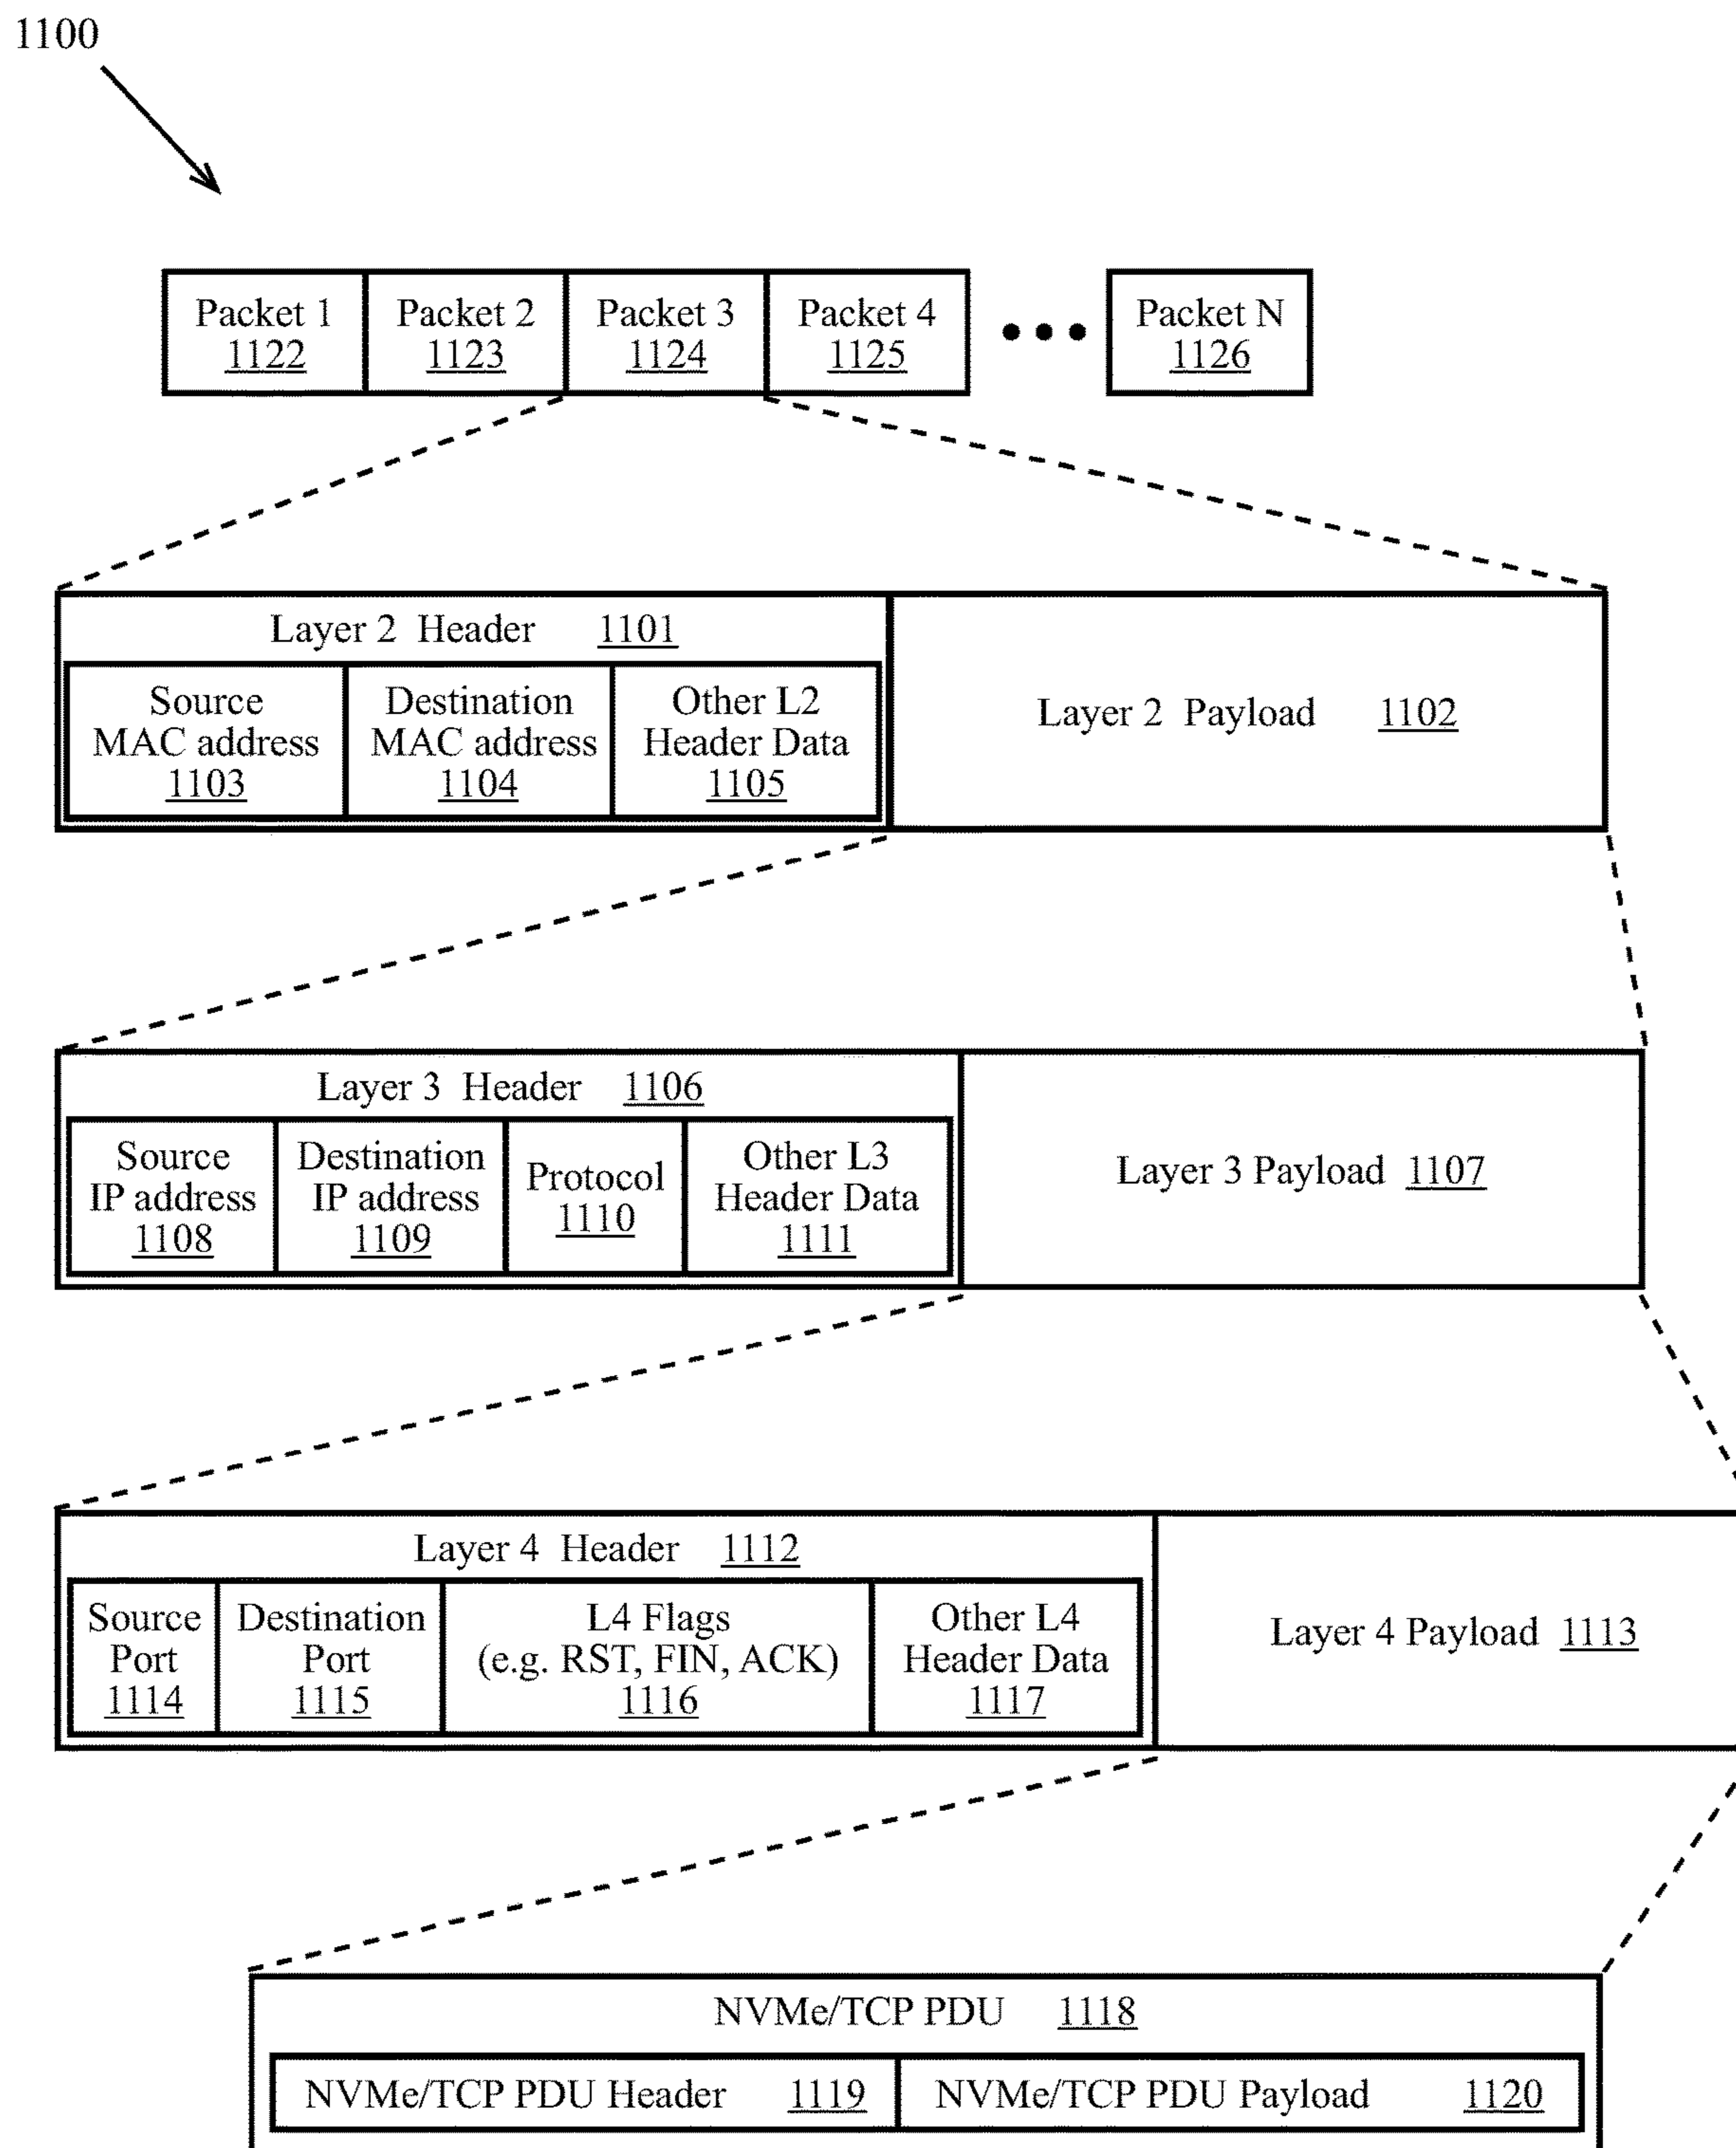 1100
Packet 1
1122
Packet 2
1123
Packet 3
1124
Packet 4
1125
Packet N
1126
Layer 2 Header 1101
Source
MAC address
1103
Destination
MAC address
1104
Other L2
Header Data
1105
Layer 2 Payload 1102
Layer 3 Header 1106
Source
IP address
1108
Destination
IP address
1109
Protocol
1110
Other L3
Header Data
1111
Layer 3 Payload 1107
Layer 4 Header 1112
Source
Port
1114
Destination
Port
1115
L4 Flags
(e.g. RST, FIN, ACK)
1116
Other L4
Header Data
1117
Layer 4 Payload 1113
NVMe/TCP PDU 1118
NVMe/TCP PDU Header 1119
NVMe/TCP PDU Payload 1120